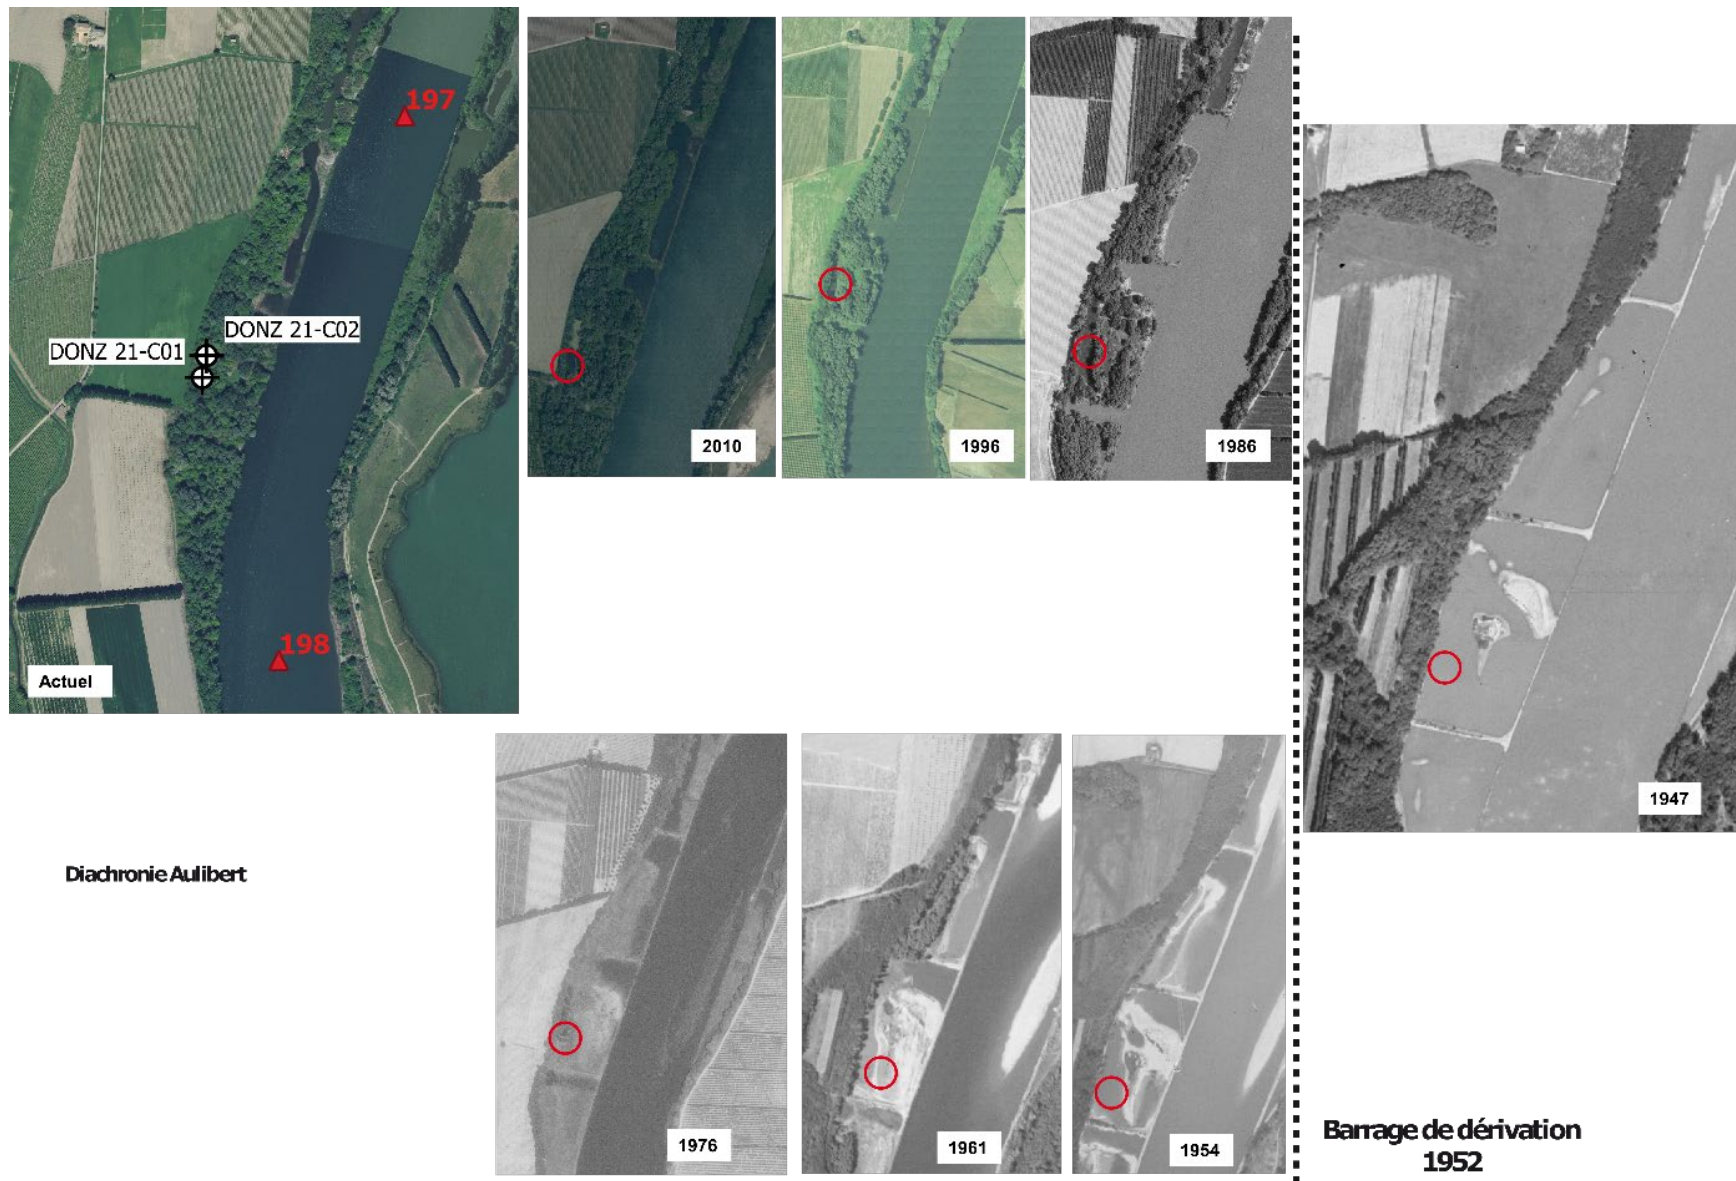 197
DONZ 21-C02
DONZ 21-C01
198
Actuel
2010
1996
1986
1947
Diachronie Aulibert
1976
1961
1954
Barrage de dérivation
1952